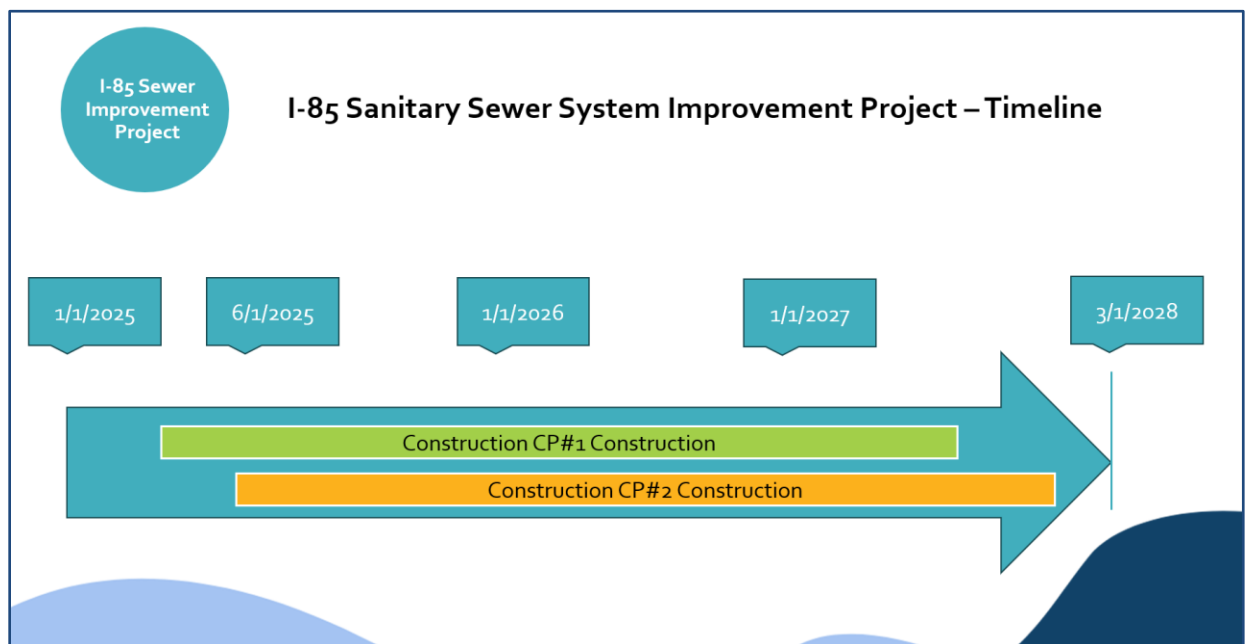 I-85 Sewer
Improvement
Project
I-85 Sanitary Sewer System Improvement Project – Timeline
1/1/2025
6/1/2025
1/1/2026
1/1/2027
3/1/2028
Construction CP#1 Construction
Construction CP#2 Construction